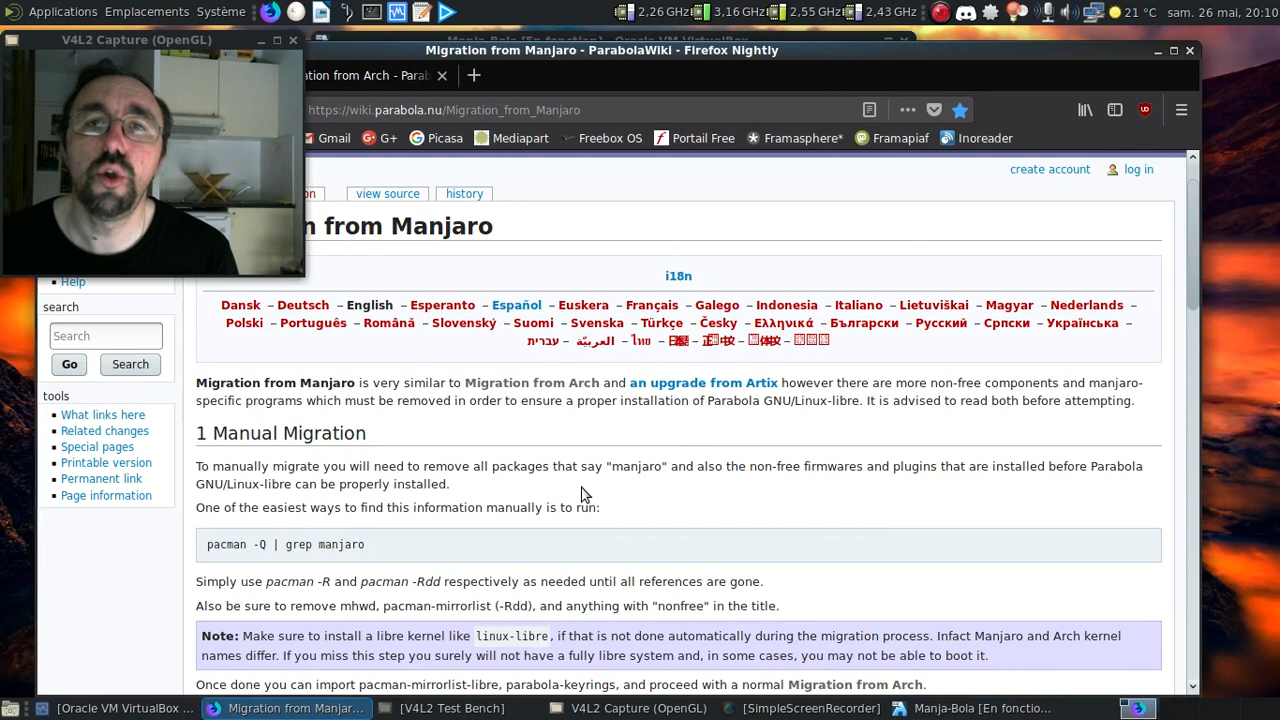 Applications Emplacements Système
2,26 GHz 3,16 GHz 2,55 GHz 2,43 GHz
21 °C sam. 26 mai, 20:10
V4L2 Capture (OpenGL)
Migration from Manjaro - ParabolaWiki - Firefox Nightly
ration from Arch - Parab
https://wiki.parabola.nu/Migration_from_Manjaro
Gmail G+ Picasa Mediapart Freebox OS Portail Free Framasphere* Framapiaf Inoreader
create account log in
on view source history
n from Manjaro
Help
search
Search
Go Search
tools
What links here
Related changes
Special pages
Printable version
Permanent link
Page information
i18n
Dansk – Deutsch – English – Esperanto – Español – Euskera – Français – Galego – Indonesia – Italiano – Lietuviškai – Magyar – Nederlands –
Polski – Português – Română – Slovenský – Suomi – Svenska – Türkçe – Česky – Ελληνικά – Български – Русский – Српски – Українська –
עברית – العربيّة – ไทย –
Migration from Manjaro is very similar to Migration from Arch and an upgrade from Artix however there are more non-free components and manjaro-
specific programs which must be removed in order to ensure a proper installation of Parabola GNU/Linux-libre. It is advised to read both before attempting.
1 Manual Migration
To manually migrate you will need to remove all packages that say "manjaro" and also the non-free firmwares and plugins that are installed before Parabola
GNU/Linux-libre can be properly installed.
One of the easiest ways to find this information manually is to run:
pacman -Q | grep manjaro
Simply use pacman -R and pacman -Rdd respectively as needed until all references are gone.
Also be sure to remove mhwd, pacman-mirrorlist (-Rdd), and anything with "nonfree" in the title.
Note: Make sure to install a libre kernel like linux-libre, if that is not done automatically during the migration process. Infact Manjaro and Arch kernel
names differ. If you miss this step you surely will not have a fully libre system and, in some cases, you may not be able to boot it.
Once done you can import pacman-mirrorlist-libre, parabola-keyrings, and proceed with a normal Migration from Arch.
[Oracle VM VirtualBox ... Migration from Manjar... [V4L2 Test Bench] V4L2 Capture (OpenGL) [SimpleScreenRecorder] Manja-Bola [En fonctio...